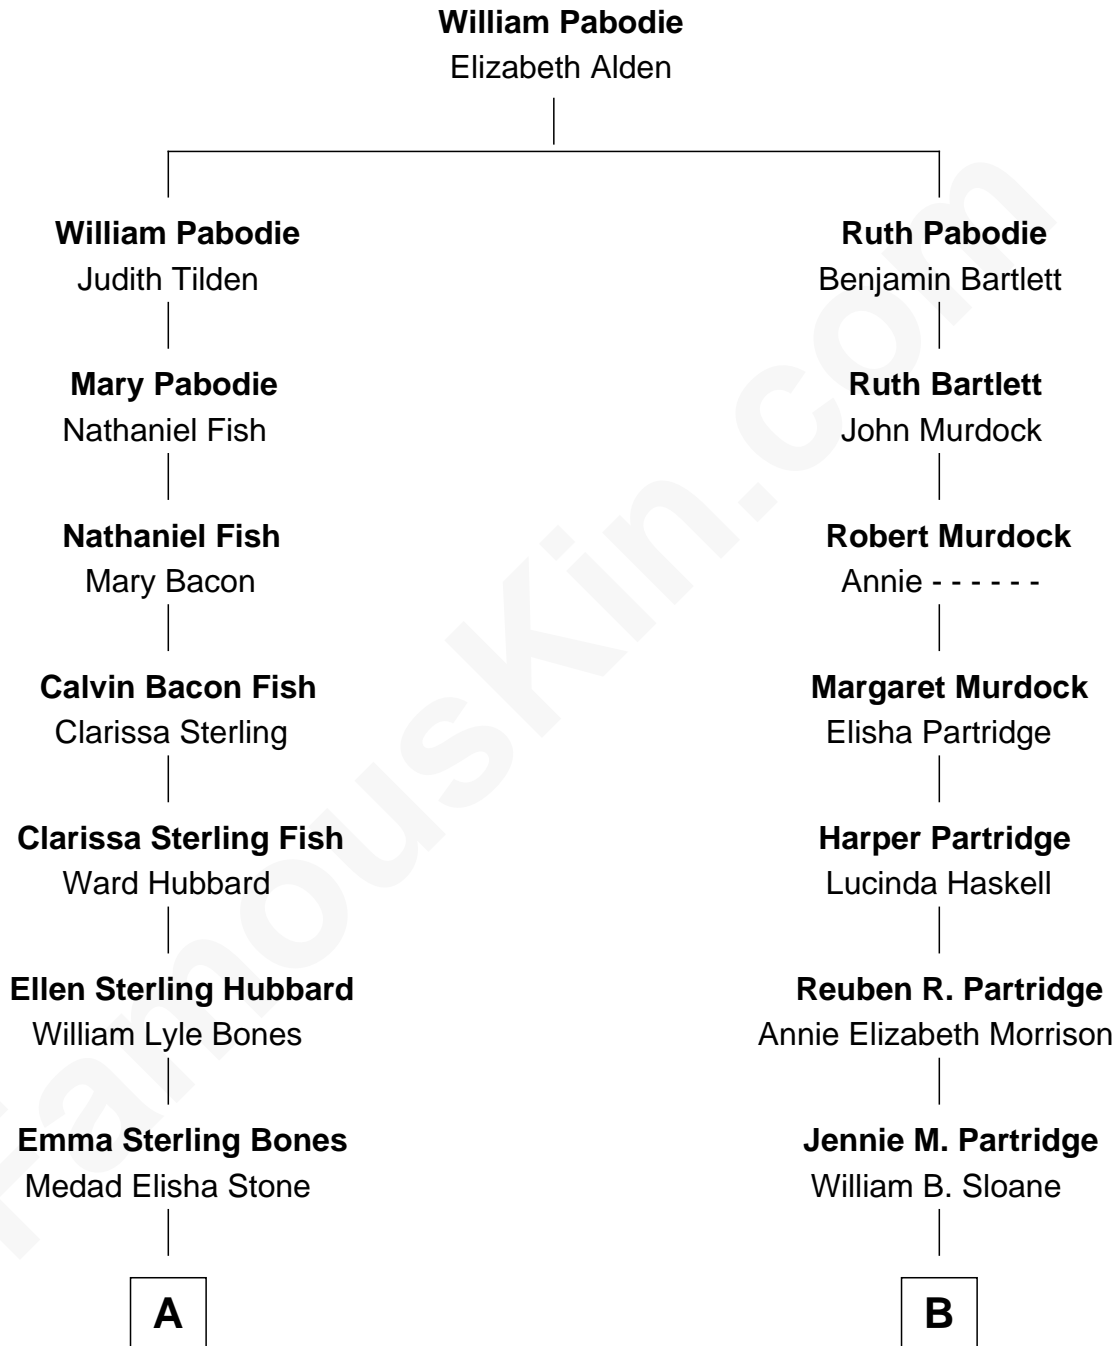 William Pabodie
Elizabeth Alden
William Pabodie
Judith Tilden
Ruth Pabodie
Benjamin Bartlett
Mary Pabodie
Nathaniel Fish
Ruth Bartlett
John Murdock
Nathaniel Fish
Mary Bacon
Robert Murdock
Annie - - - - - -
Calvin Bacon Fish
Clarissa Sterling
Margaret Murdock
Elisha Partridge
Clarissa Sterling Fish
Ward Hubbard
Harper Partridge
Lucinda Haskell
Ellen Sterling Hubbard
William Lyle Bones
Reuben R. Partridge
Annie Elizabeth Morrison
Emma Sterling Bones
Medad Elisha Stone
Jennie M. Partridge
William B. Sloane
A
B
FamousKin.com